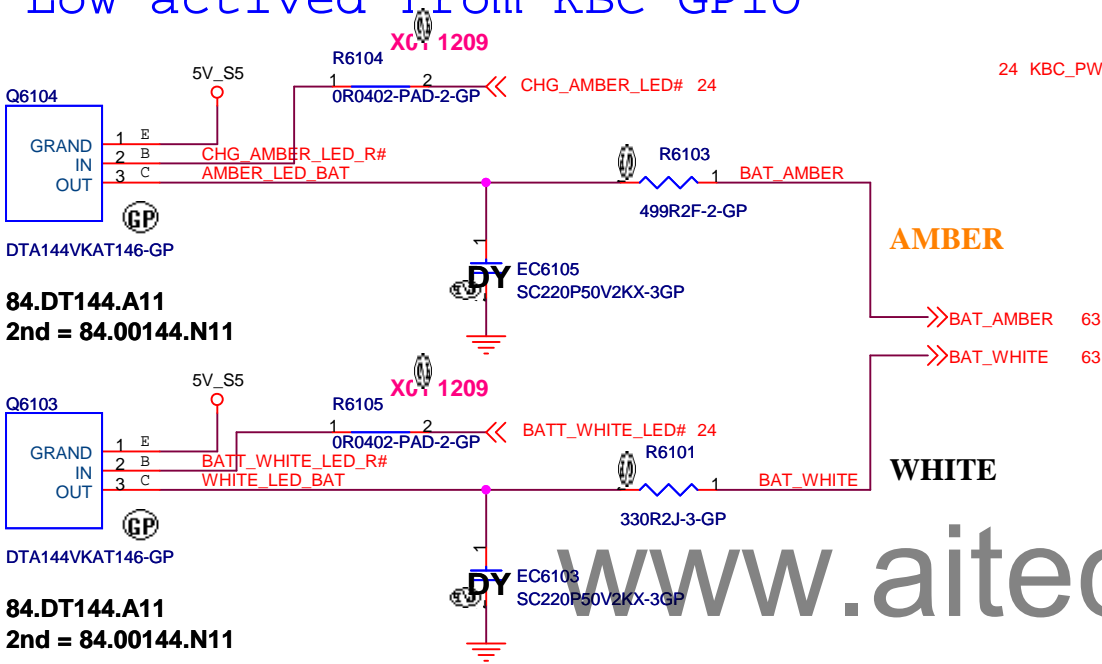 Low actived from KBC GPIO
1209
R6104
5V_S5
1 2
CHG_AMBER_LED# 24
24 KBC_PW
0R0402-PAD-2-GP
Q6104
GRAND 1 E
IN 2 B CHG_AMBER_LED_R#
OUT 3 C AMBER_LED_BAT
R6103
1 BAT_AMBER
499R2F-2-GP
GP
DTA144VKAT146-GP
AMBER
1
DY EC6105
SC220P50V2KX-3GP
84.DT144.A11
2nd = 84.00144.N11
BAT_AMBER 63
BAT_WHITE 63
1209
5V_S5
R6105
Q6103
1 2
BATT_WHITE_LED# 24
0R0402-PAD-2-GP
R6101
GRAND 1 E
IN 2 B BATT_WHITE_LED_R#
OUT 3 C WHITE_LED_BAT
1 BAT_WHITE
WHITE
330R2J-3-GP
GP
DTA144VKAT146-GP
1
DY EC6103
SC220P50V2KX-3GP
www.aitec
84.DT144.A11
2nd = 84.00144.N11